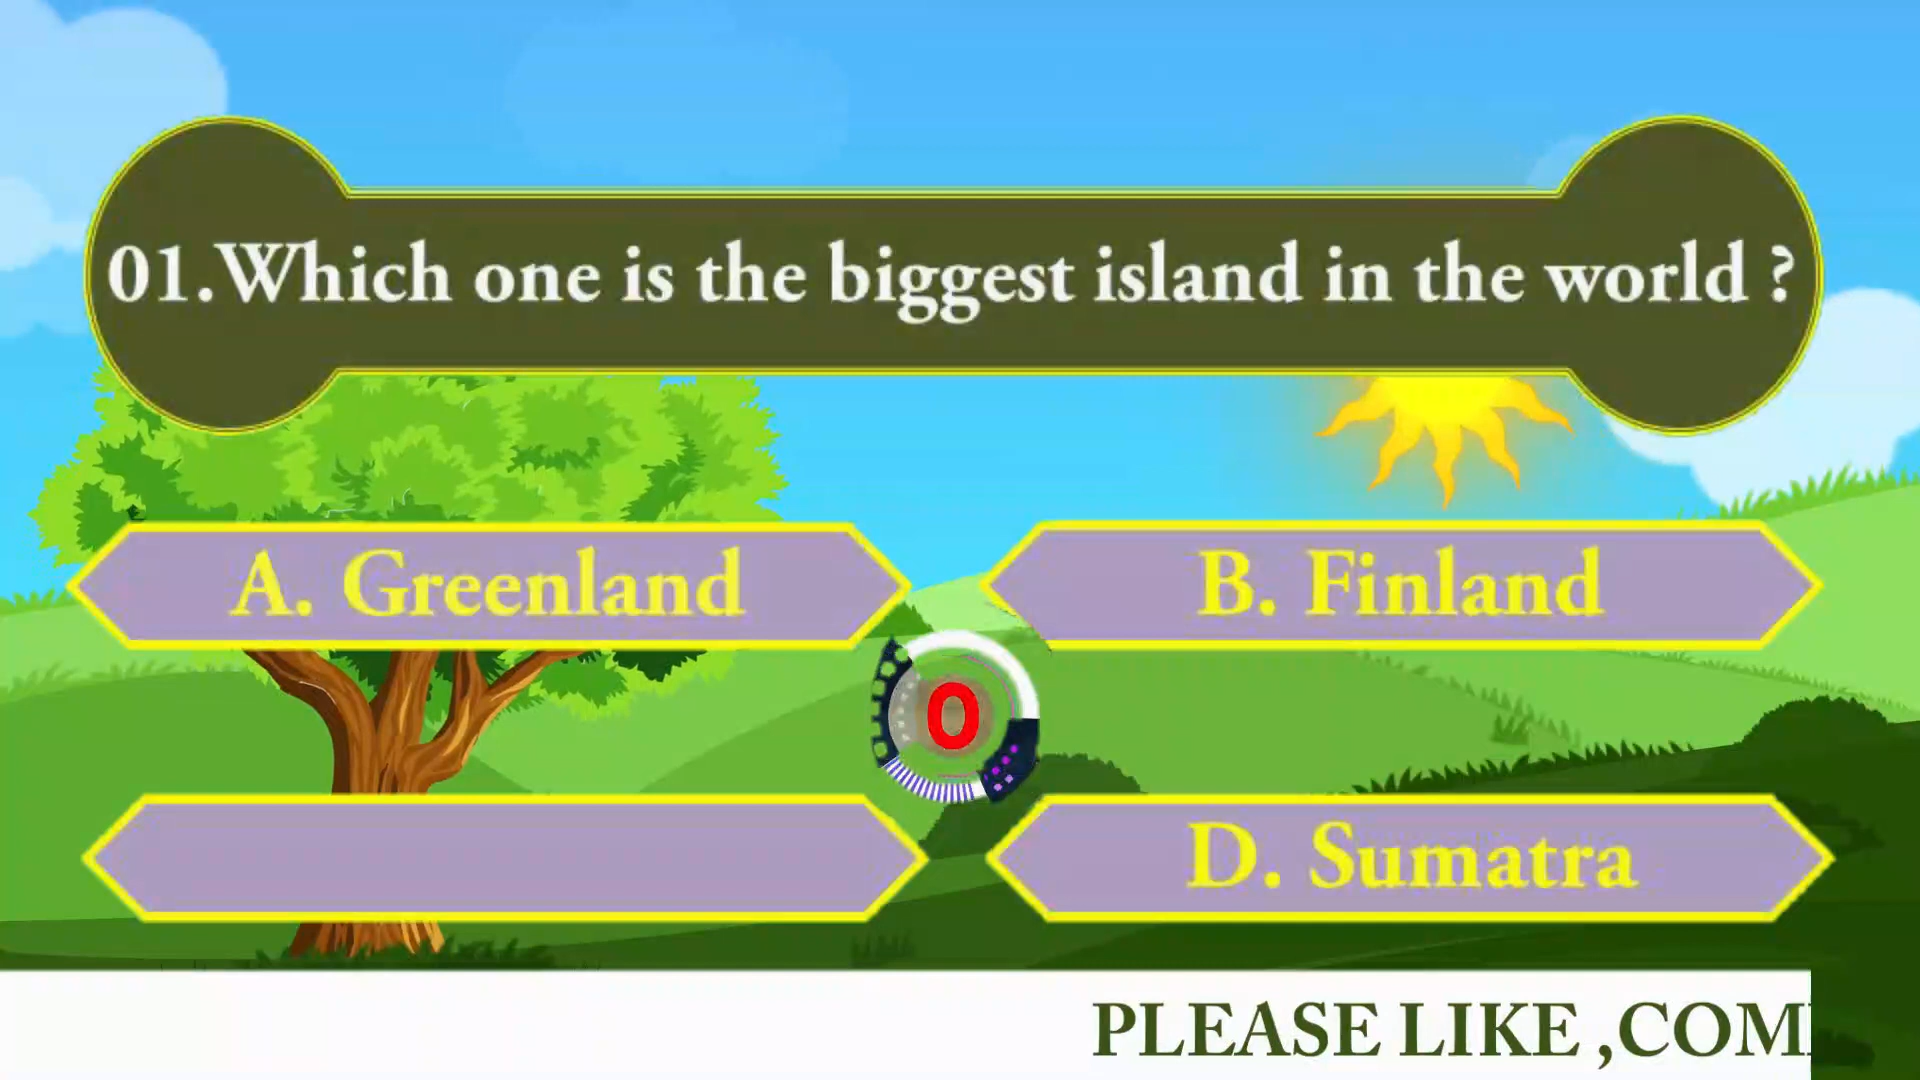 01.Which one is the biggest island in the world ?
A. Greenland
B. Finland
0
D. Sumatra
PLEASE LIKE ,COM